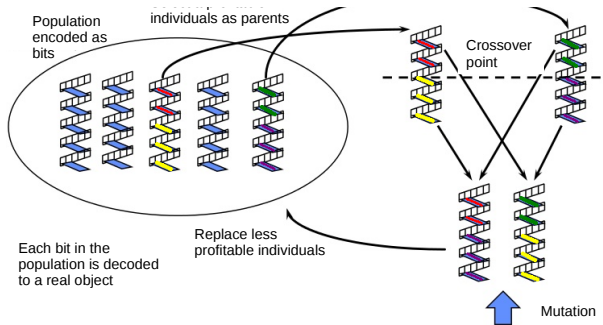 Population
encoded as
bits
individuals as parents
Crossover
point
Replace less
profitable individuals
Each bit in the
population is decoded
to a real object
Mutation